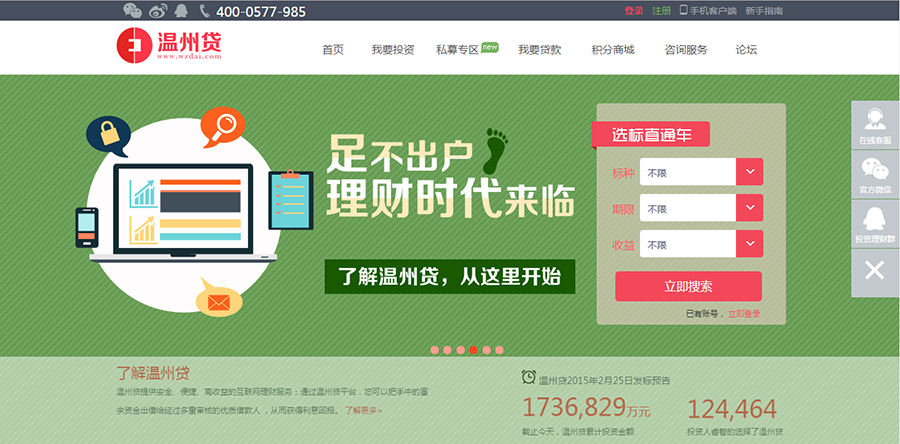 400-0577-985
登录 注册 手机客户端 新手指南
温州贷
www.wzdai.com
首页 我要投资 私募专区 new 我要贷款 积分商城 咨询服务 论坛
足不出户
理财时代来临
了解温州贷，从这里开始
选标直通车
标种 不限
期限 不限
收益 不限
立即搜索
已有账号， 立即登录
在线客服
官方微信
投资理财群
了解温州贷
温州贷提供安全、便捷、高收益的互联网理财服务；通过温州贷平台，您可以把手中的富
余资金出借给经过多重审核的优质借款人，从而获得利息回报。 了解更多>
温州贷2015年2月25日发标预告
1736,829万元
截止今天，温州贷累计投资金额
124,464
投资人睿智的选择了温州贷